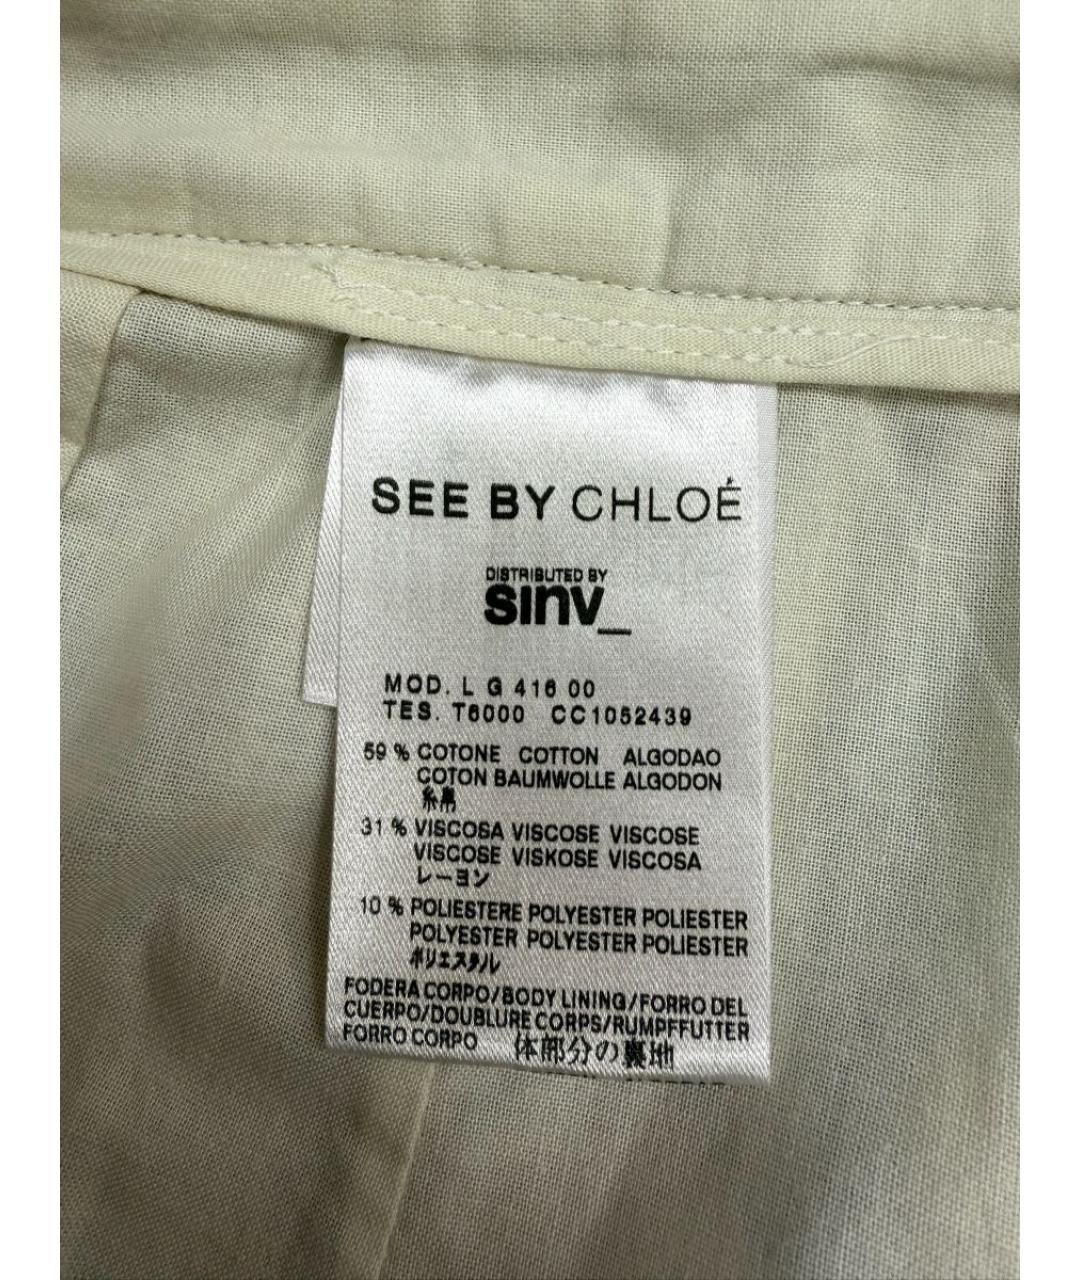 SEE BY CHLOÉ
DISTRIBUTED BY
sinv_
MOD. L G 416 00
TES. T6000 CC1052439
59 % COTONE COTTON ALGODAO
COTON BAUMWOLLE ALGODON
糸帛
31 % VISCOSA VISCOSE VISCOSE
VISCOSE VISKOSE VISCOSA
レーヨン
10 % POLIESTERE POLYESTER POLIESTER
POLYESTER POLYESTER POLIESTER
ポリエステル
FODERA CORPO/BODY LINING/FORRO DEL
CUERPO/DOUBLURE CORPS/RUMPFFUTTER
FORRO CORPO 体部分の裏地